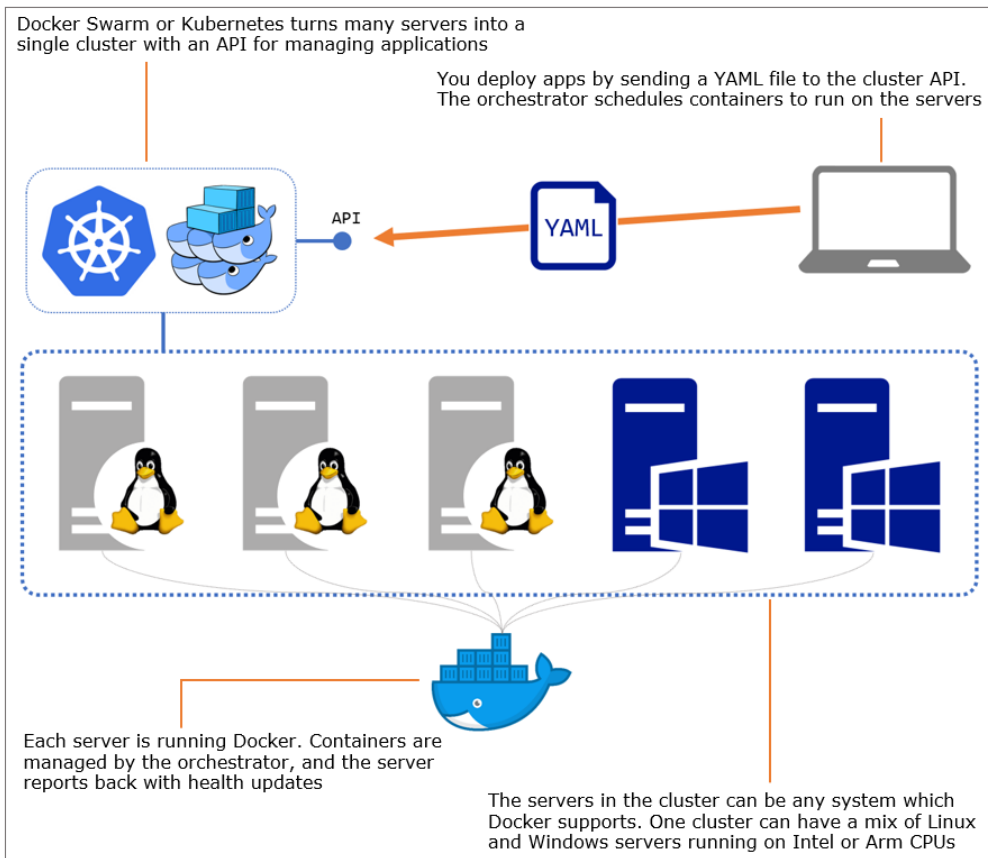 Docker Swarm or Kubernetes turns many servers into a
single cluster with an API for managing applications
You deploy apps by sending a YAML file to the cluster API.
The orchestrator schedules containers to run on the servers
API
YAML
Each server is running Docker. Containers are
managed by the orchestrator, and the server
reports back with health updates
The servers in the cluster can be any system which
Docker supports. One cluster can have a mix of Linux
and Windows servers running on Intel or Arm CPUs